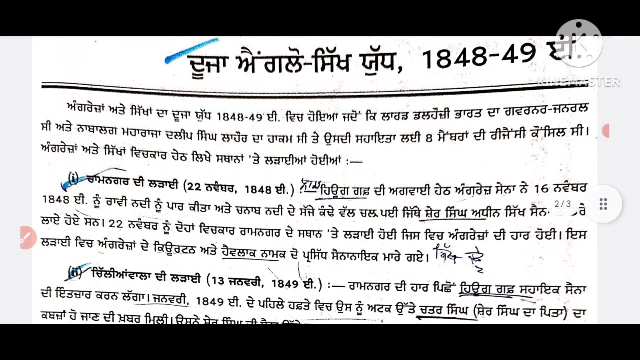 ਦੂਜਾ ਐਂਗਲੋ-ਸਿੱਖ ਯੁੱਧ, 1848-49 ਈ.
KINEMASTER
ਅੰਗਰੇਜ਼ਾਂ ਅਤੇ ਸਿੱਖਾਂ ਦਾ ਦੂਜਾ ਯੁੱਧ 1848-49 ਈ. ਵਿਚ ਹੋਇਆ ਜਦੋਂ ਕਿ ਲਾਰਡ ਡਲਹੌਜ਼ੀ ਭਾਰਤ ਦਾ ਗਵਰਨਰ-ਜਨਰਲ
ਸੀ ਅਤੇ ਨਾਬਾਲਗ ਮਹਾਰਾਜਾ ਦਲੀਪ ਸਿੰਘ ਲਾਹੌਰ ਦਾ ਹਾਕਮ ਸੀ ਤੇ ਉਸਦੀ ਸਹਾਇਤਾ ਲਈ 8 ਮੈਂਬਰਾਂ ਦੀ ਰੀਜੈਂਸੀ ਕੌਂਸਿਲ ਸੀ।
ਅੰਗਰੇਜ਼ਾਂ ਅਤੇ ਸਿੱਖਾਂ ਵਿਚਕਾਰ ਹੇਠ ਲਿਖੇ ਸਥਾਨਾਂ 'ਤੇ ਲੜਾਈਆਂ ਹੋਈਆਂ :—
(i) ਰਾਮਨਗਰ ਦੀ ਲੜਾਈ (22 ਨਵੰਬਰ, 1848 ਈ.) ਹਿਊਗ ਗਫ਼ ਦੀ ਅਗਵਾਈ ਹੇਠ ਅੰਗਰੇਜ਼ ਸੈਨਾ ਨੇ 16 ਨਵੰਬਰ
1848 ਈ. ਨੂੰ ਰਾਵੀ ਨਦੀ ਨੂੰ ਪਾਰ ਕੀਤਾ ਅਤੇ ਚਨਾਬ ਨਦੀ ਦੇ ਸੱਜੇ ਕੰਢੇ ਵੱਲ ਚਲ ਪਈ ਜਿੱਥੇ ਸ਼ੇਰ ਸਿੰਘ ਅਧੀਨ ਸਿੱਖ ਸੈਨਾ
ਲਾਏ ਹੋਏ ਸਨ। 22 ਨਵੰਬਰ ਨੂੰ ਦੋਹਾਂ ਵਿਚਕਾਰ ਰਾਮਨਗਰ ਦੇ ਸਥਾਨ 'ਤੇ ਲੜਾਈ ਹੋਈ ਜਿਸ ਵਿਚ ਅੰਗਰੇਜ਼ਾਂ ਦੀ ਹਾਰ ਹੋਈ। ਇਸ
ਲੜਾਈ ਵਿਚ ਅੰਗਰੇਜ਼ਾਂ ਦੇ ਕਿਊਰਟਨ ਅਤੇ ਹੇਵਲਾਕ ਨਾਮਕ ਦੋ ਪ੍ਰਸਿੱਧ ਸੈਨਾਨਾਇਕ ਮਾਰੇ ਗਏ।
(ii) ਚਿੱਲੀਆਂਵਾਲਾ ਦੀ ਲੜਾਈ (13 ਜਨਵਰੀ, 1849 ਈ.) :— ਰਾਮਨਗਰ ਦੀ ਹਾਰ ਪਿੱਛੋਂ ਹਿਊਗ ਗਫ਼ ਸਹਾਇਕ ਸੈਨਾ
ਦੀ ਇੰਤਜ਼ਾਰ ਕਰਨ ਲੱਗਾ। ਜਨਵਰੀ, 1849 ਈ. ਦੇ ਪਹਿਲੇ ਹਫ਼ਤੇ ਵਿਚ ਉਸ ਨੂੰ ਅਟਕ ਉੱਤੇ ਚਤਰ ਸਿੰਘ (ਸ਼ੇਰ ਸਿੰਘ ਦਾ ਪਿਤਾ) ਦਾ
ਕਬਜ਼ਾਂ ਹੋ ਜਾਣ ਦੀ ਖ਼ਬਰ ਮਿਲੀ। ਉਸਨੇ ਸ਼ੇਰ ਸਿੰਘ ਦੀ